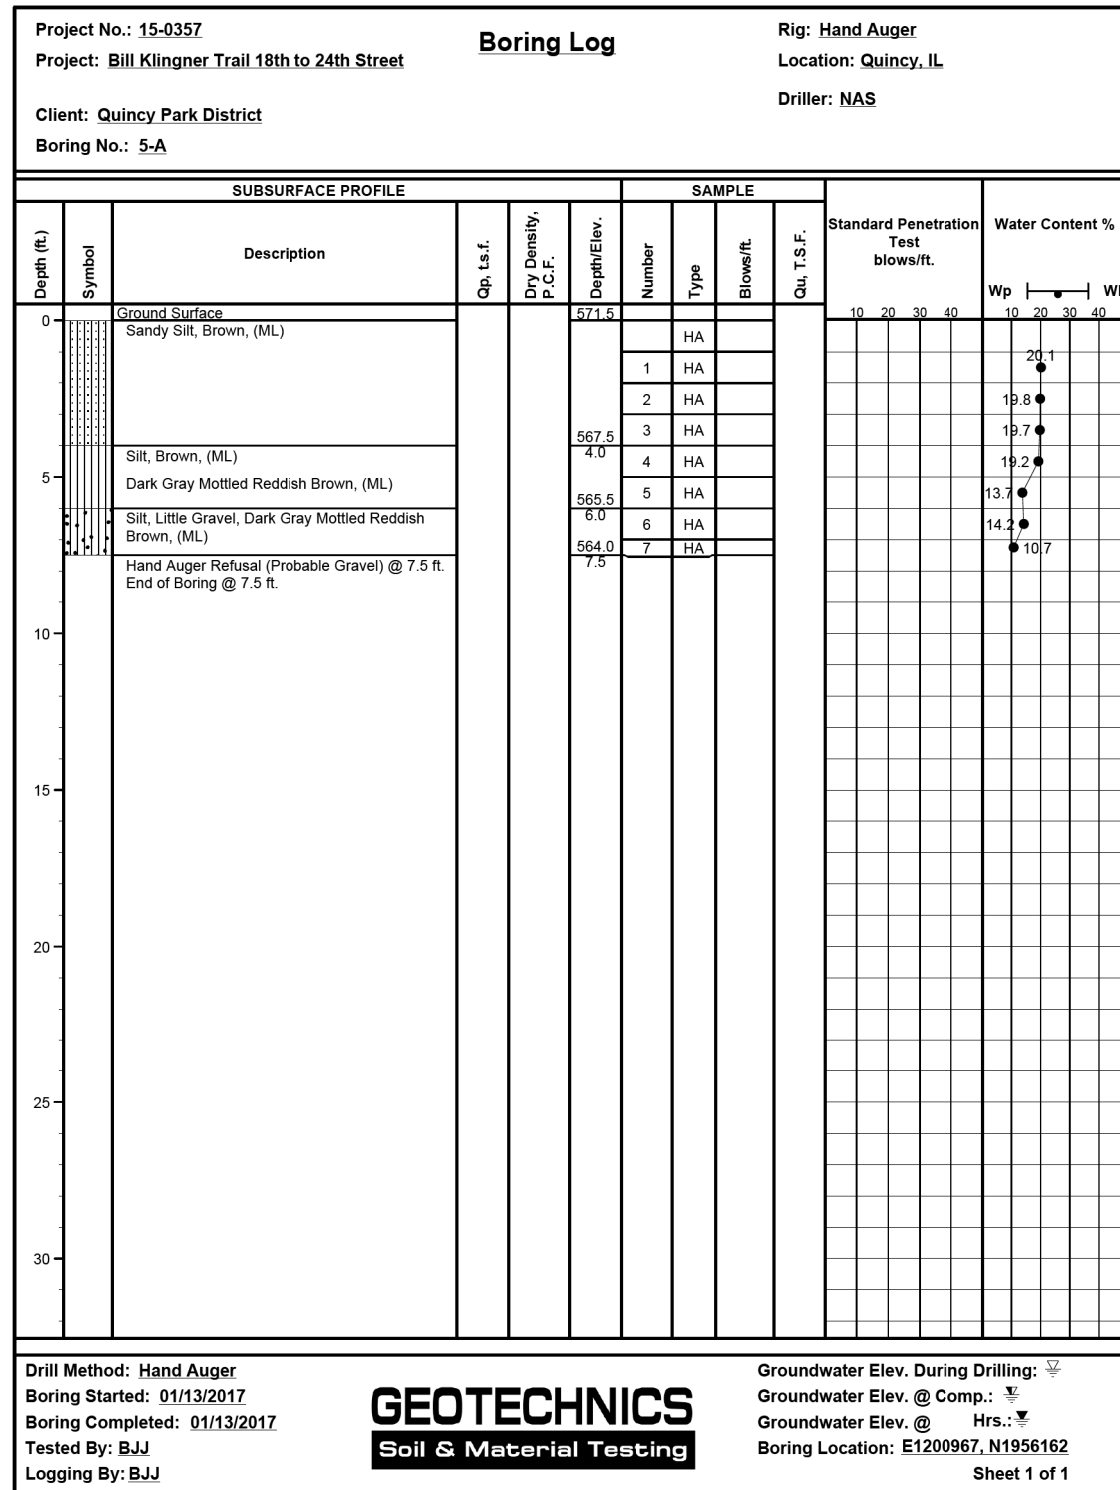 Project No.: 15-0357
Boring Log
Rig: Hand Auger
Project: Bill Klingner Trail 18th to 24th Street
Location: Quincy, IL
Client: Quincy Park District
Driller: NAS
Boring No.: 5-A
SUBSURFACE PROFILE
SAMPLE
Depth (ft.)
Symbol
Description
Qp, t.s.f.
Dry Density,
P.C.F.
Depth/Elev.
Number
Type
Blows/ft.
Qu, T.S.F.
Standard Penetration
Test
blows/ft.
Water Content %
Wp
10 20 30 40
10 20 30 40
Ground Surface 571.5
0
Sandy Silt, Brown, (ML)
HA
20.1
1 HA
2 HA 19.8
3 HA 19.7
567.5
4.0
Silt, Brown, (ML)
4 HA 19.2
5
Dark Gray Mottled Reddish Brown, (ML)
5 HA 13.7
565.5
6.0
Silt, Little Gravel, Dark Gray Mottled Reddish
Brown, (ML)
6 HA 14.2
564.0
7 HA 10.7
7.5
Hand Auger Refusal (Probable Gravel) @ 7.5 ft.
End of Boring @ 7.5 ft.
10
15
20
25
30
Drill Method: Hand Auger
Boring Started: 01/13/2017
Boring Completed: 01/13/2017
Tested By: BJJ
Logging By: BJJ
GEOTECHNICS
Soil & Material Testing
Groundwater Elev. During Drilling:
Groundwater Elev. @ Comp.:
Groundwater Elev. @ Hrs.:
Boring Location: E1200967, N1956162
Sheet 1 of 1